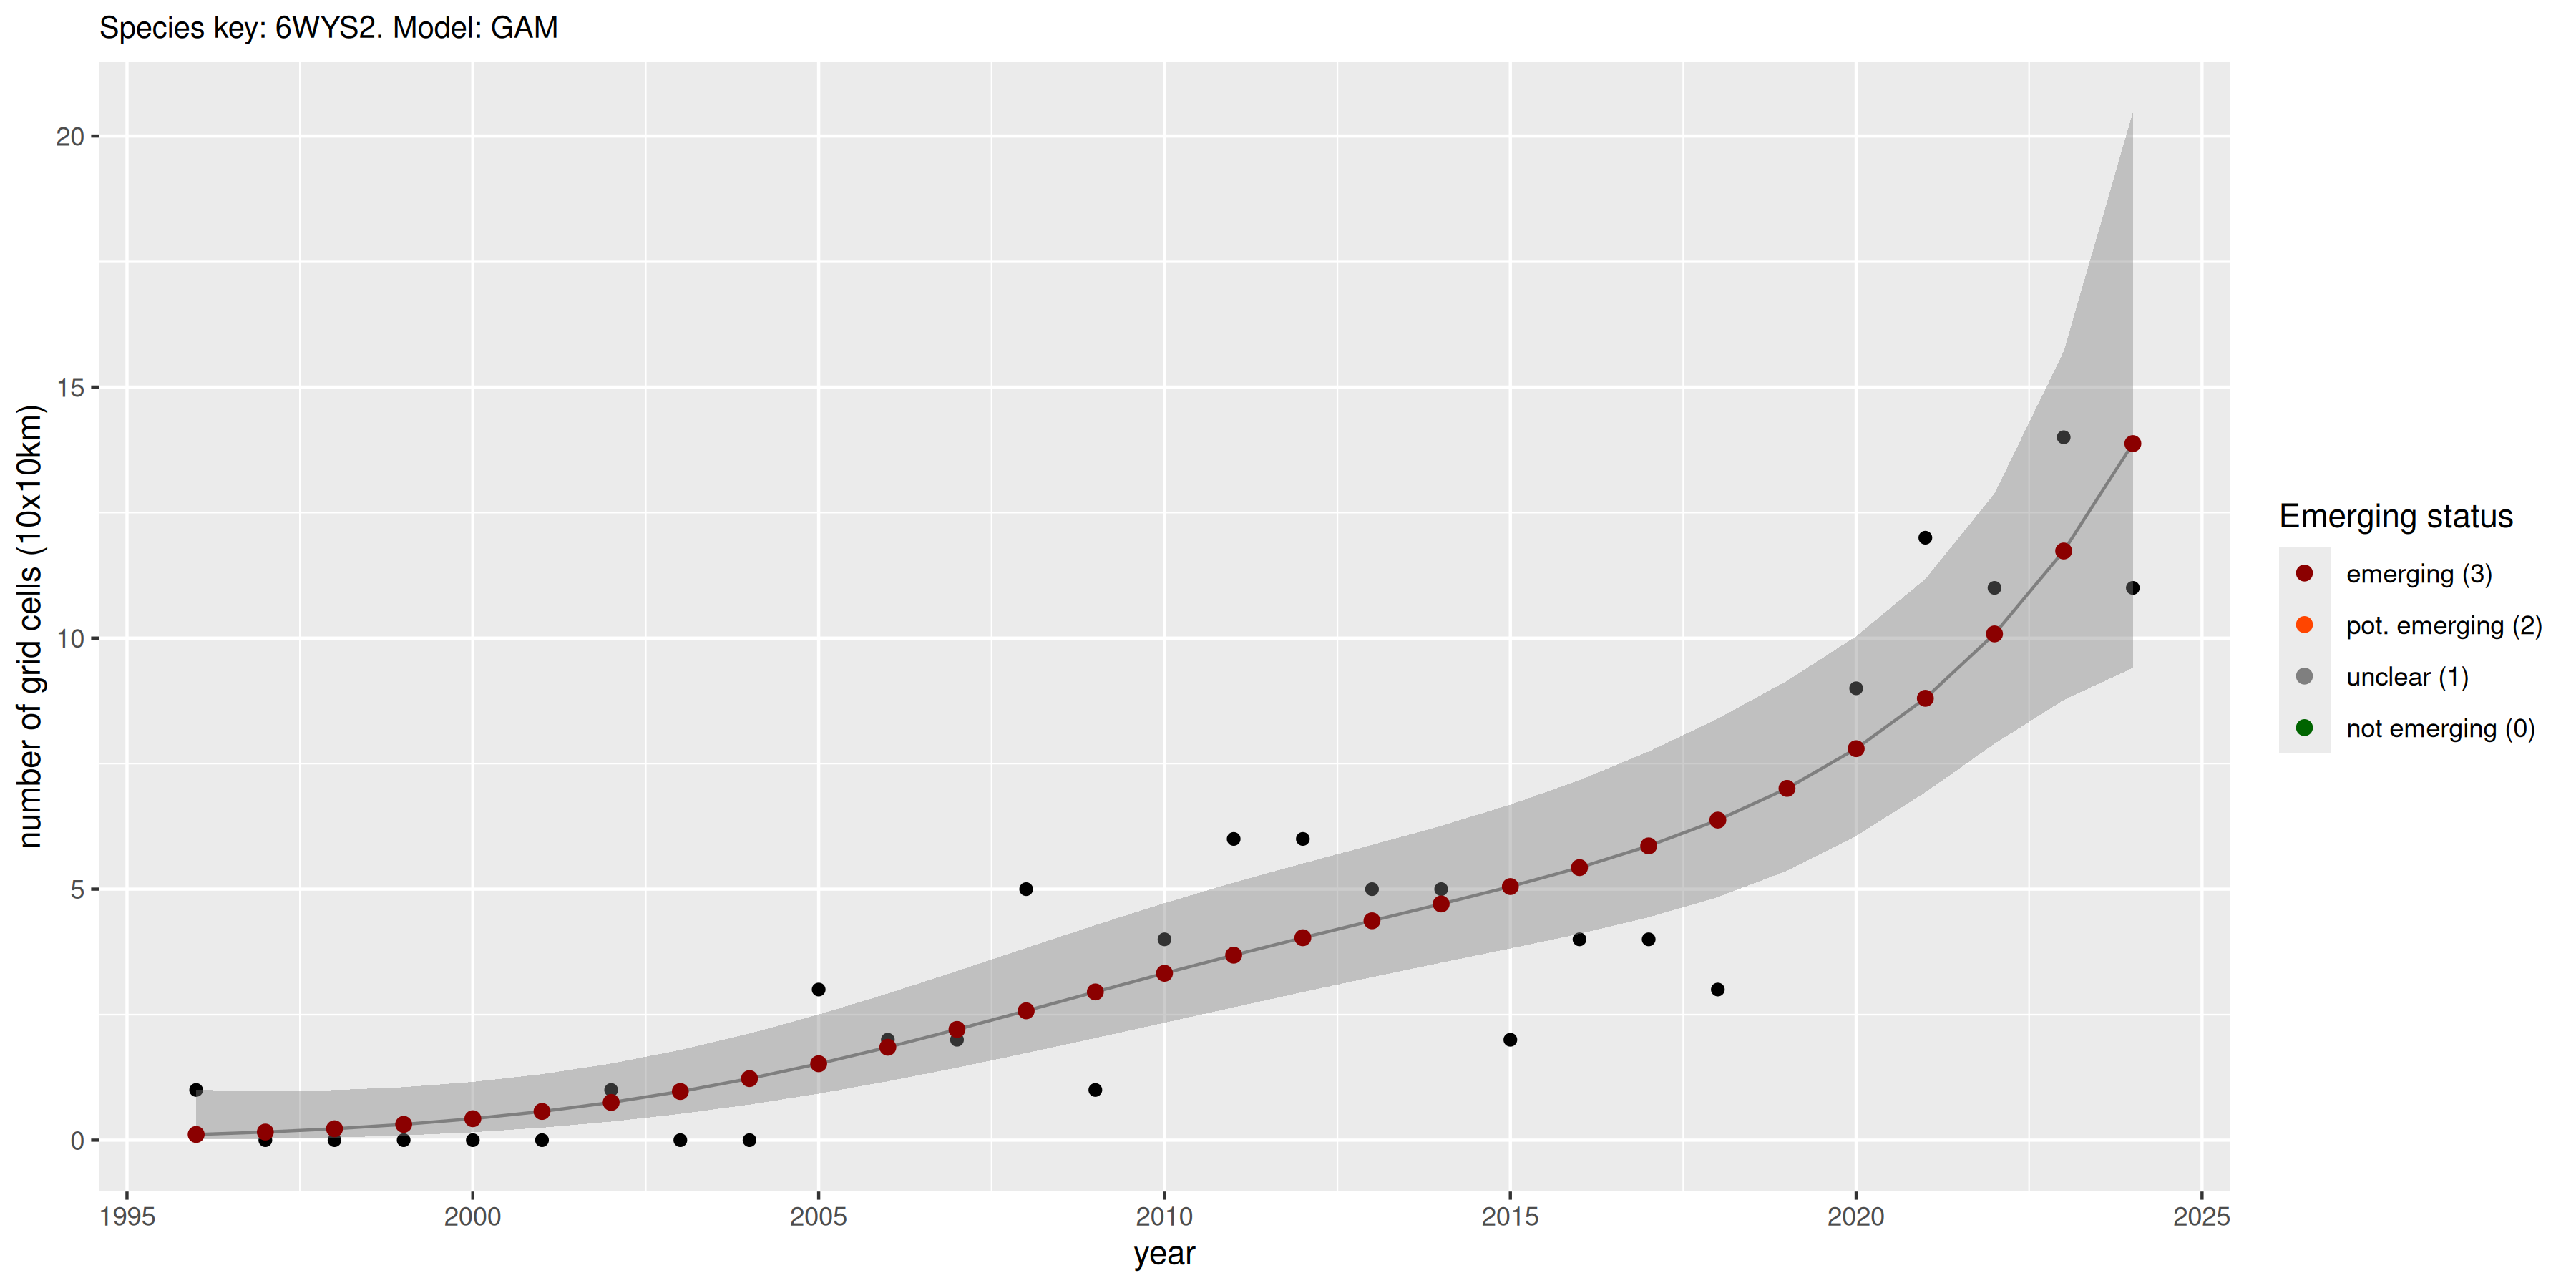 Species key: 6WYS2. Model: GAM
number of grid cells (10x10km)
20
15
10
5
0
1995 2000 2005 2010 2015 2020 2025
year
Emerging status
emerging (3)
pot. emerging (2)
unclear (1)
not emerging (0)